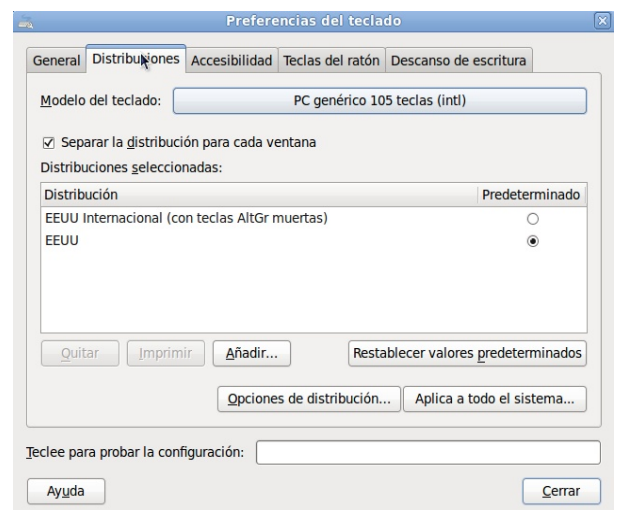 Preferencias del teclado
General Distribuciones Accesibilidad Teclas del ratón Descanso de escritura
Modelo del teclado: PC genérico 105 teclas (intl)
Separar la distribución para cada ventana
Distribuciones seleccionadas:
Distribución Predeterminado
EEUU Internacional (con teclas AltGr muertas)
EEUU
Quitar Imprimir Añadir... Restablecer valores predeterminados
Opciones de distribución... Aplica a todo el sistema...
Teclee para probar la configuración:
Ayuda Cerrar